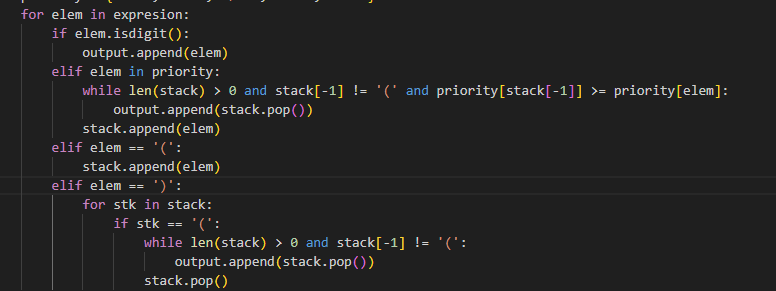 for elem in expresion:
    if elem.isdigit():
        output.append(elem)
    elif elem in priority:
        while len(stack) > 0 and stack[-1] != '(' and priority[stack[-1]] >= priority[elem]:
            output.append(stack.pop())
        stack.append(elem)
    elif elem == '(':
        stack.append(elem)
    elif elem == ')':
        for stk in stack:
            if stk == '(':
                while len(stack) > 0 and stack[-1] != '(':
                    output.append(stack.pop())
                stack.pop()